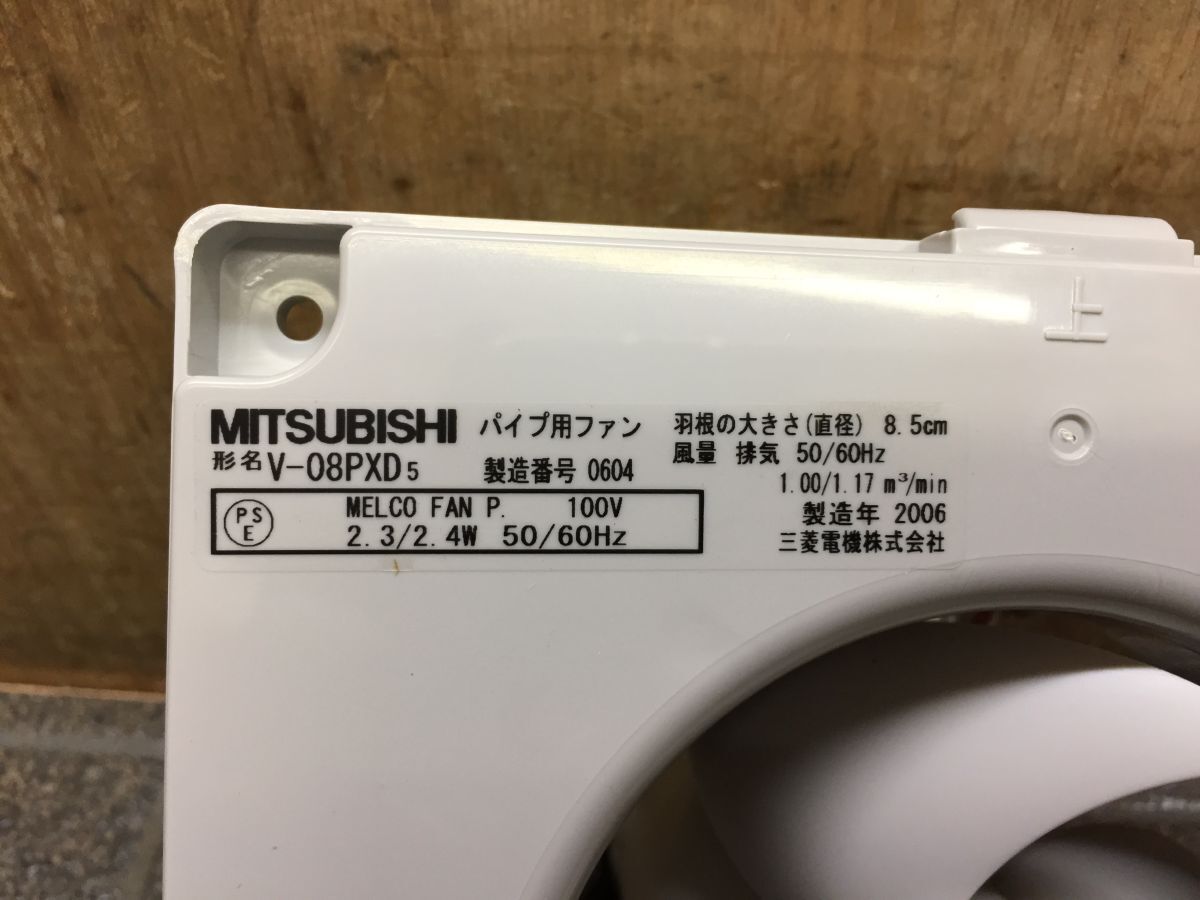 上
MITSUBISHI パイプ用ファン
形名 V-08PXD5 製造番号 0604
PSE
MELCO FAN P. 100V
2.3/2.4W 50/60Hz
羽根の大きさ(直径) 8.5cm
風量 排気 50/60Hz
1.00/1.17 m³/min
製造年 2006
三菱電機株式会社